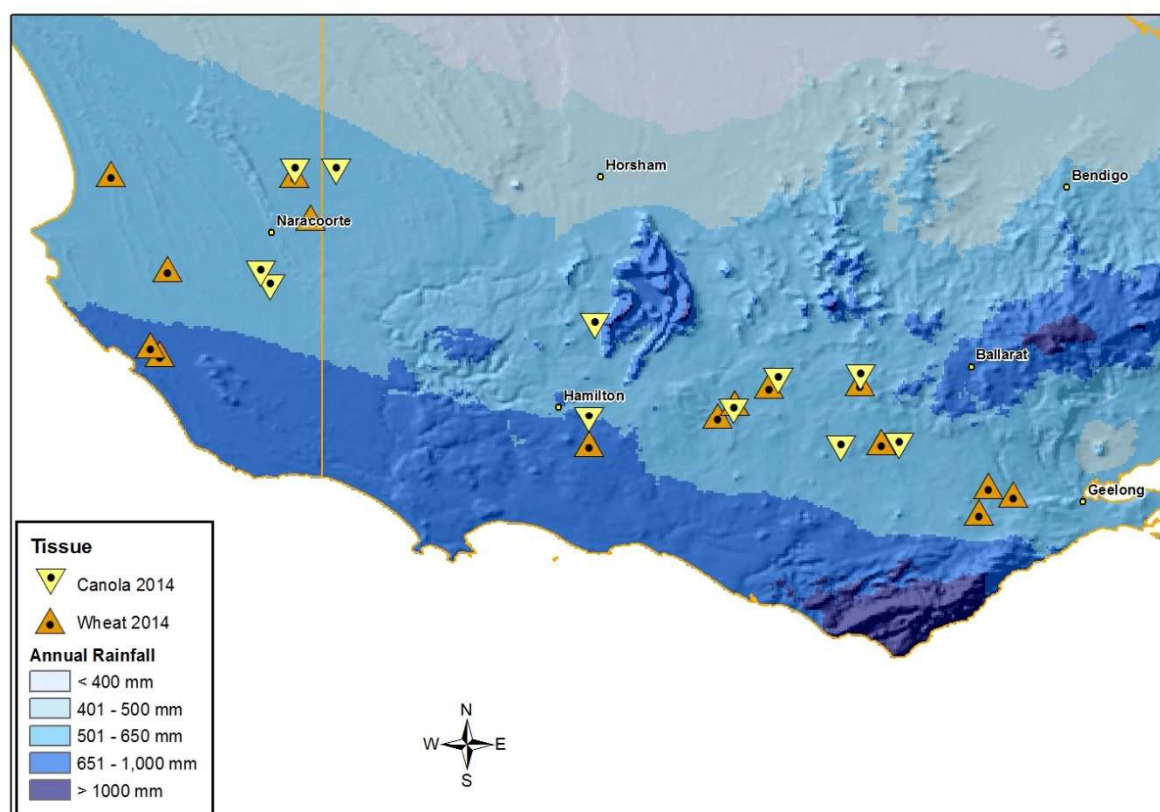 Horsham
Bendigo
Naracoorte
Ballarat
Hamilton
Geelong
Tissue
Canola 2014
Wheat 2014
Annual Rainfall
< 400 mm
401 - 500 mm
501 - 650 mm
651 - 1,000 mm
> 1000 mm
N
W E
S